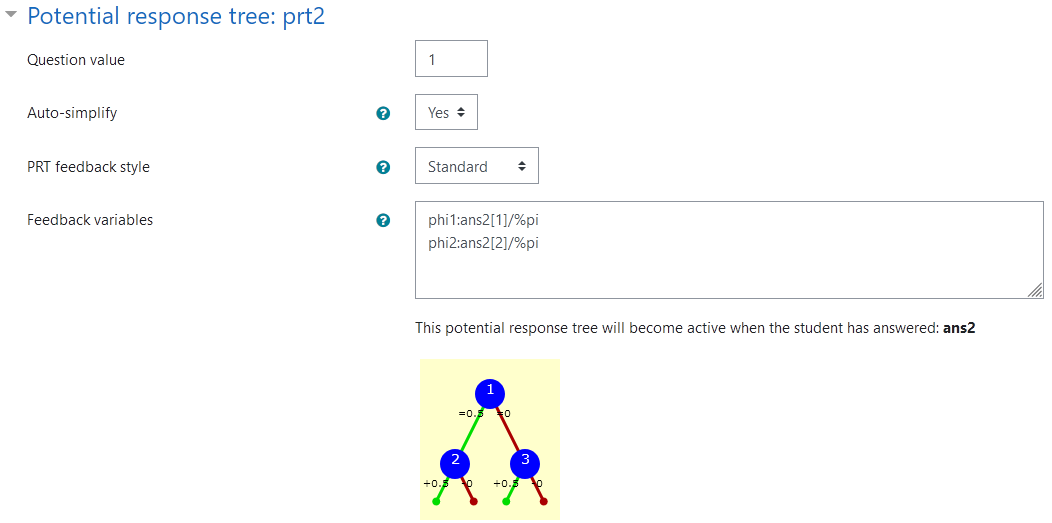 Potential response tree: prt2
Question value
1
Auto-simplify
?
Yes
PRT feedback style
?
Standard
Feedback variables
?
phi1:ans2[1]/%pi
phi2:ans2[2]/%pi
This potential response tree will become active when the student has answered: ans2
1
=0.5 =0
2 3
+0.5 -0 +0.5 -0